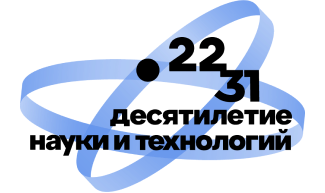 .22
31
десятилетие
науки и технологий